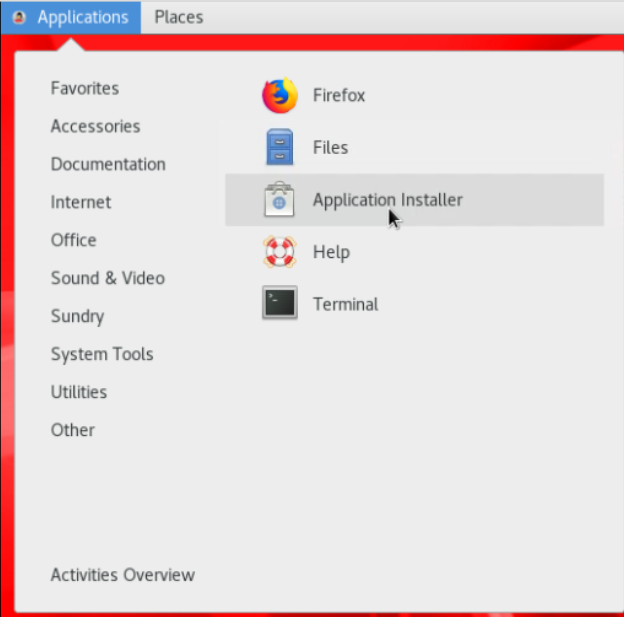 Applications Places
Favorites
Accessories
Documentation
Internet
Office
Sound & Video
Sundry
System Tools
Utilities
Other
Activities Overview
Firefox
Files
Application Installer
Help
Terminal